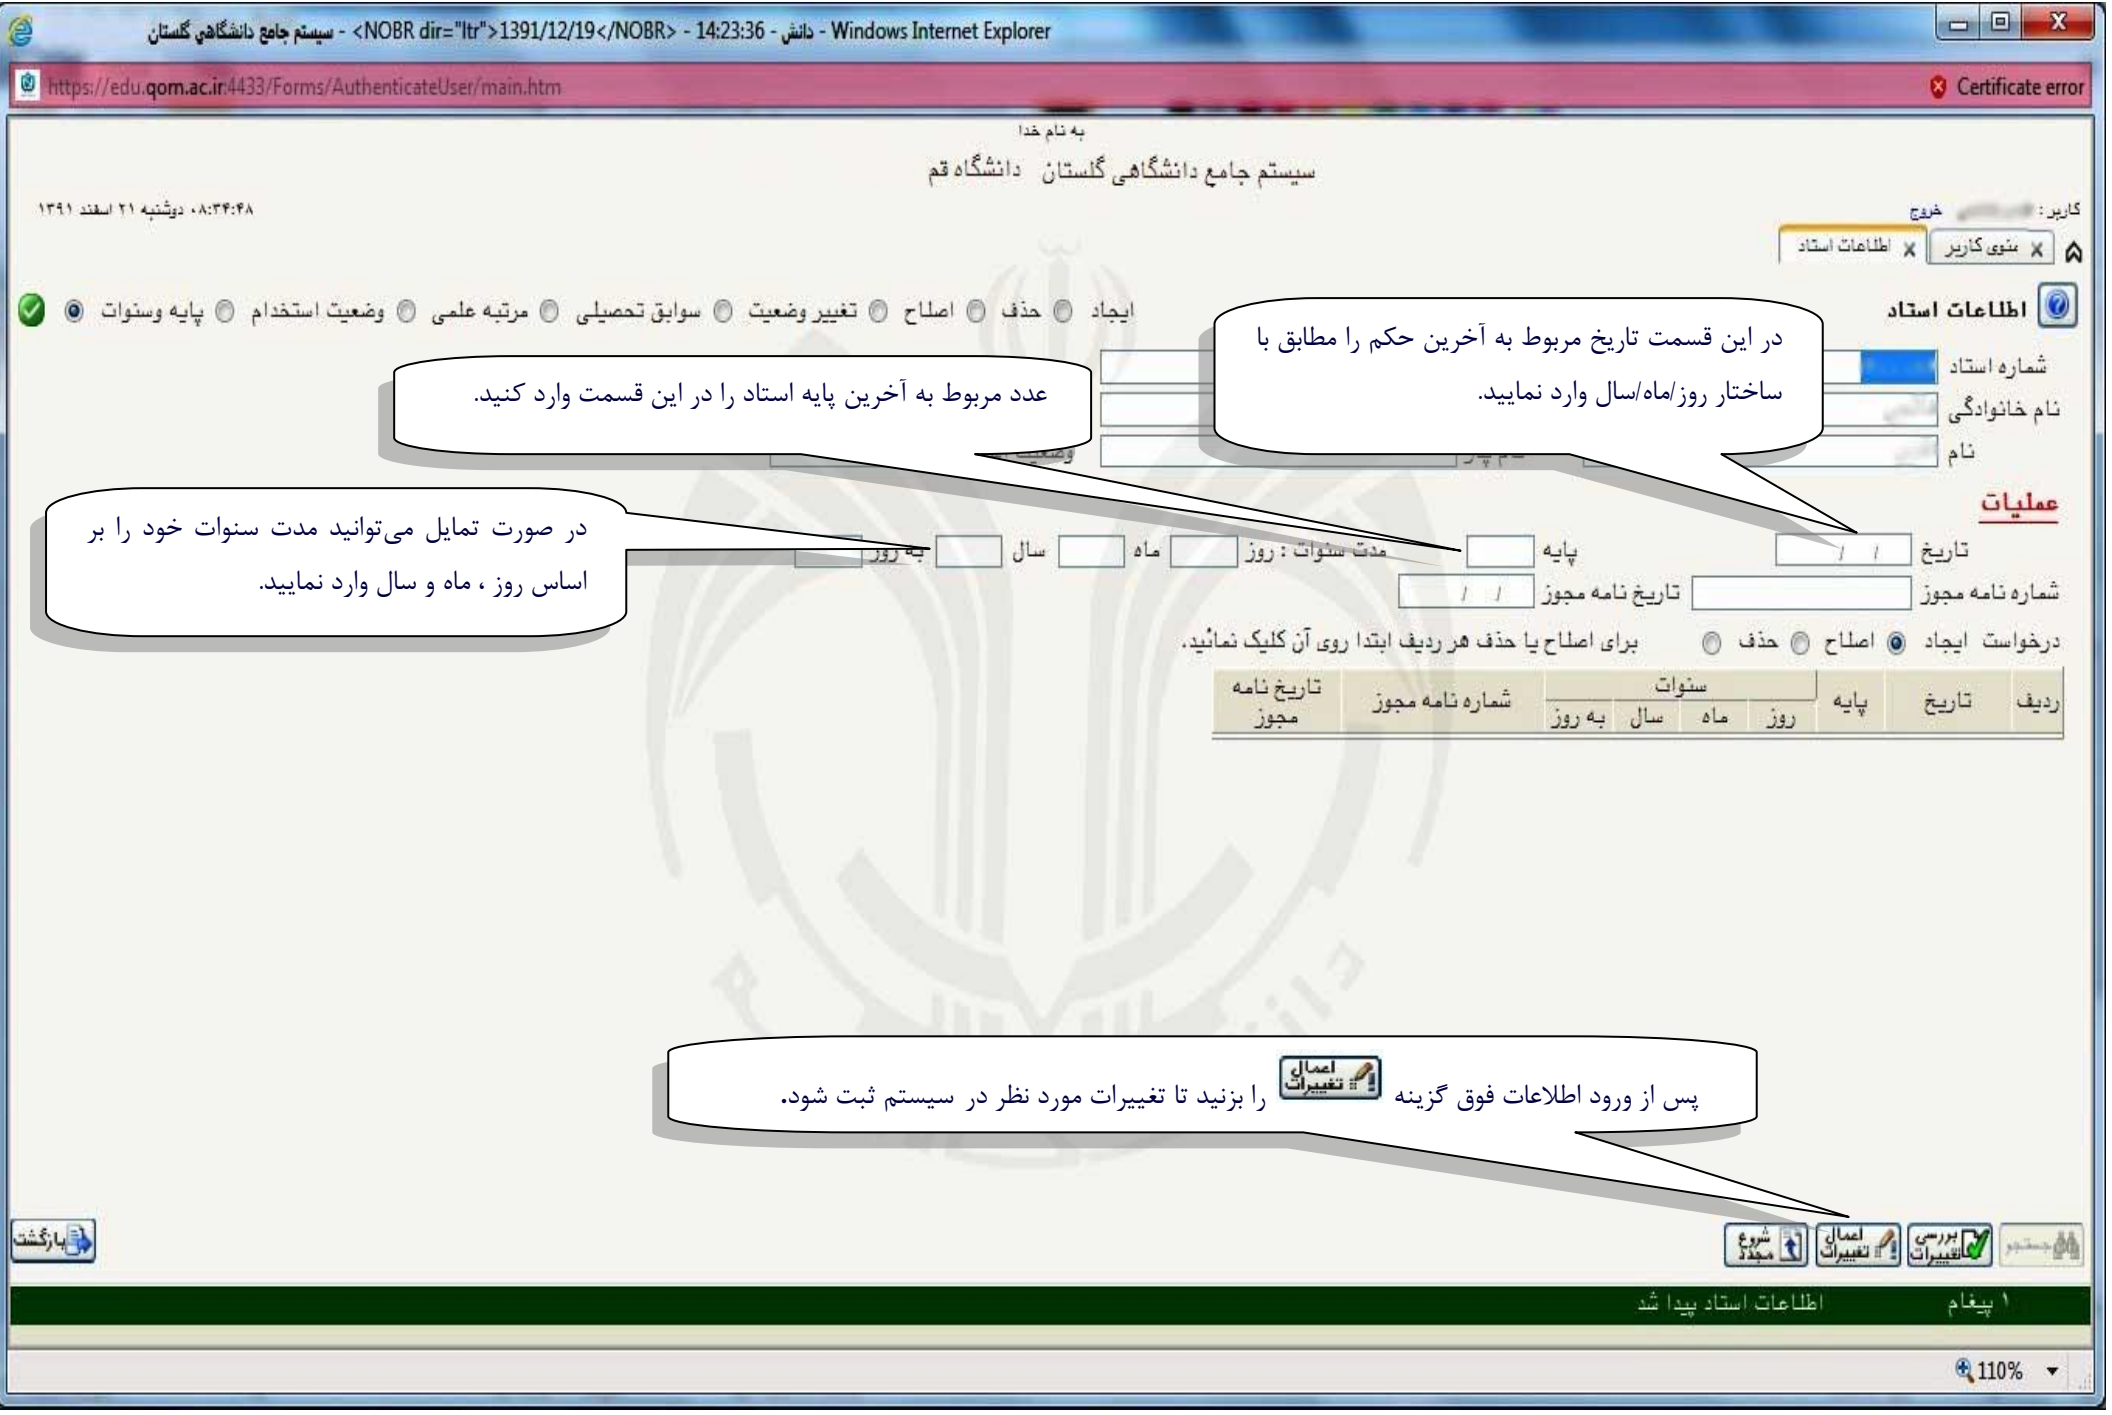 سیستم جامع دانشگاهي گلستان - <NOBR dir="ltr">1391/12/19</NOBR> - 14:23:36 - دانش - Windows Internet Explorer
https://edu.qom.ac.ir:4433/Forms/AuthenticateUser/main.htm
Certificate error
به نام خدا
سیستم جامع دانشگاهی گلستان دانشگاه قم
کاربر : خروج
۰۸:۳۴:۴۸ دوشنبه ۲۱ اسفند ۱۳۹۱
منوی کاربر x اطلاعات استاد x
اطلاعات استاد
ایجاد حذف اصلاح تغییر وضعیت سوابق تحصیلی مرتبه علمی وضعیت استخدام پایه وسنوات
شماره استاد
نام خانوادگی
نام
وضعیت
در این قسمت تاریخ مربوط به آخرین حکم را مطابق با
ساختار روز/ماه/سال وارد نمایید.
عدد مربوط به آخرین پایه استاد را در این قسمت وارد کنید.
در صورت تمایل می‌توانید مدت سنوات خود را بر
اساس روز ، ماه و سال وارد نمایید.
عملیات
تاریخ / / پایه مدت سنوات : روز ماه سال به روز
شماره نامه مجوز تاریخ نامه مجوز / /
درخواست ایجاد اصلاح حذف برای اصلاح یا حذف هر ردیف ابتدا روی آن کلیک نمائید.
ردیف تاریخ پایه سنوات شماره نامه مجوز تاریخ نامه مجوز
روز ماه سال به روز
پس از ورود اطلاعات فوق گزینه اعمال تغییرات را بزنید تا تغییرات مورد نظر در سیستم ثبت شود.
جستجو بررسی تغییرات اعمال تغییرات شروع مجدد بازگشت
۱ پیغام اطلاعات استاد پیدا شد
110%